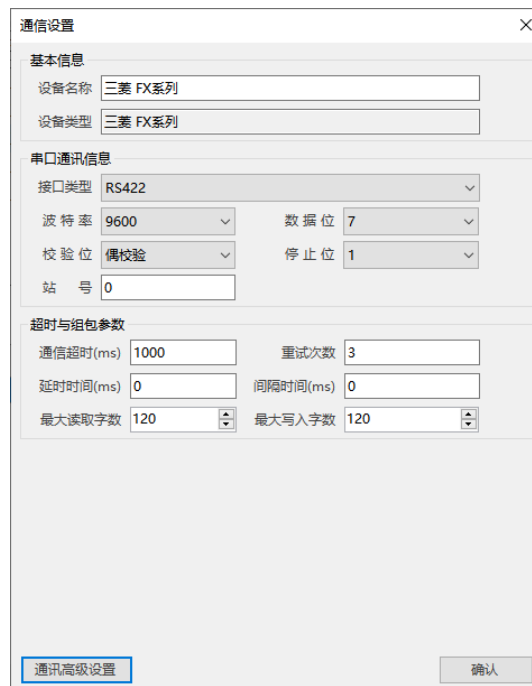 通信设置
基本信息
设备名称 三菱 FX系列
设备类型 三菱 FX系列
串口通讯信息
接口类型 RS422
波特率 9600 数据位 7
校验位 偶校验 停止位 1
站 号 0
超时与组包参数
通信超时(ms) 1000 重试次数 3
延时时间(ms) 0 间隔时间(ms) 0
最大读取字数 120 最大写入字数 120
通讯高级设置 确认